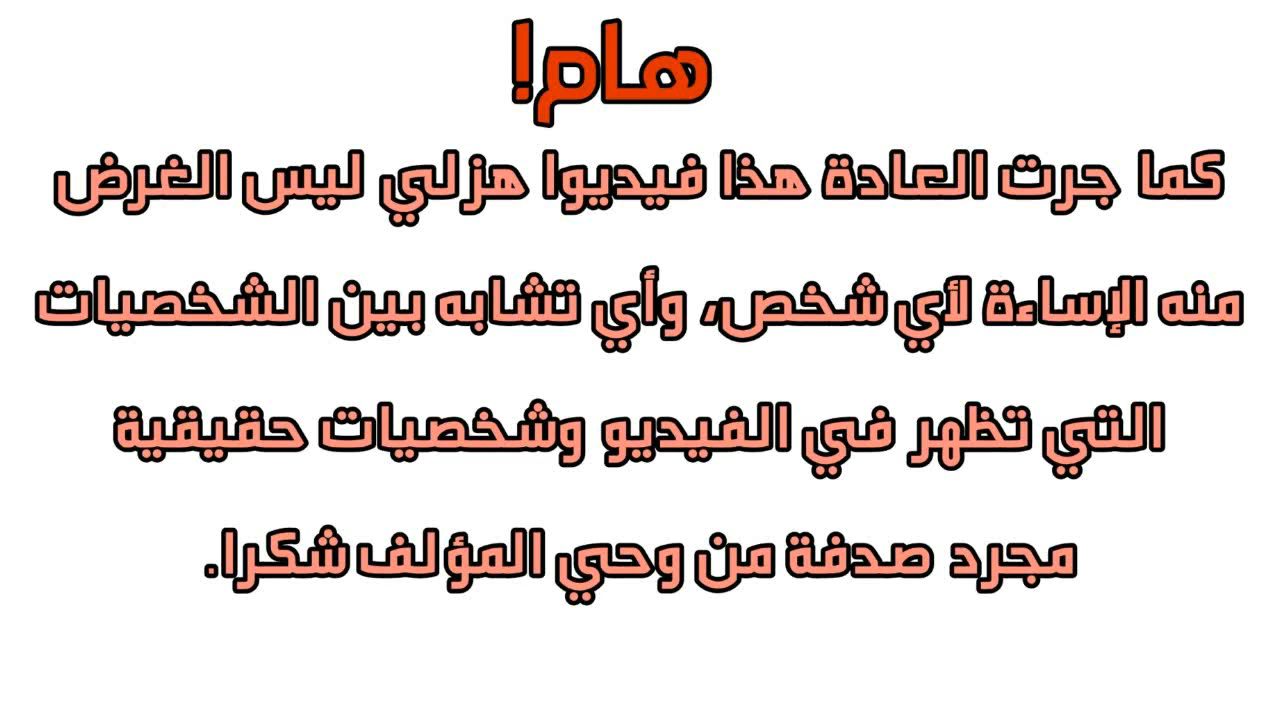 هام!
كما جرت العادة هذا فيديوا هزلي ليس الغرض
منه الإساءة لأي شخص، وأي تشابه بين الشخصيات
التي تظهر في الفيديو وشخصيات حقيقية
مجرد صدفة من وحي المؤلف شكرا.